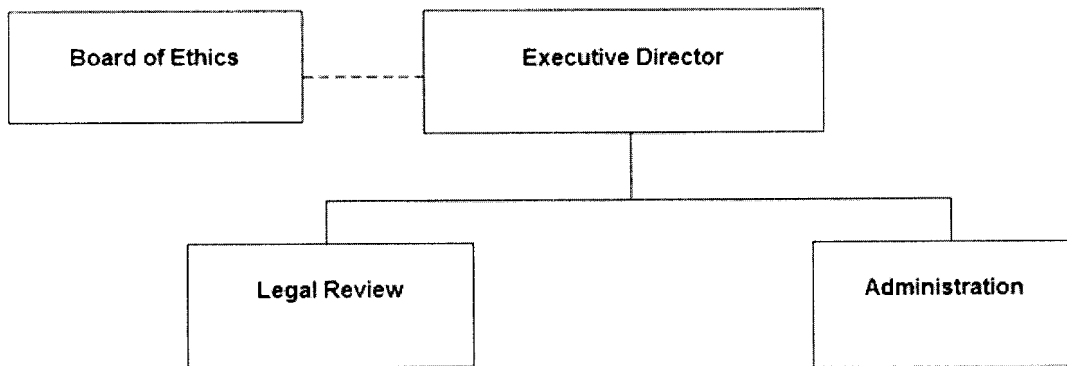 Board of Ethics
Executive Director
Legal Review
Administration